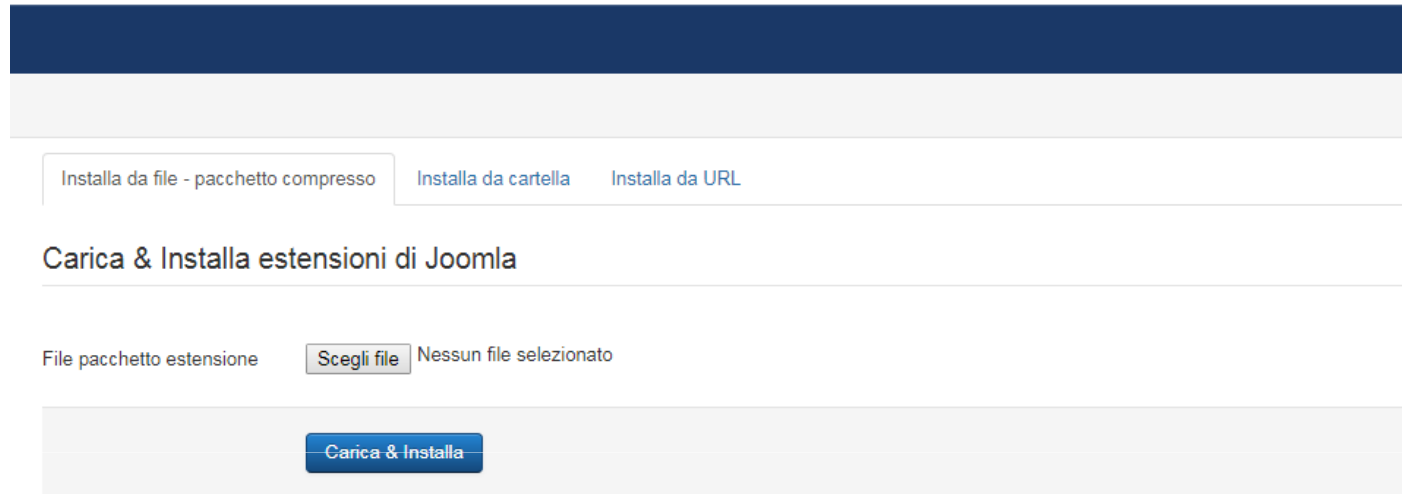 Installa da file - pacchetto compresso Installa da cartella Installa da URL
Carica & Installa estensioni di Joomla
File pacchetto estensione Scegli file Nessun file selezionato
Carica & Installa